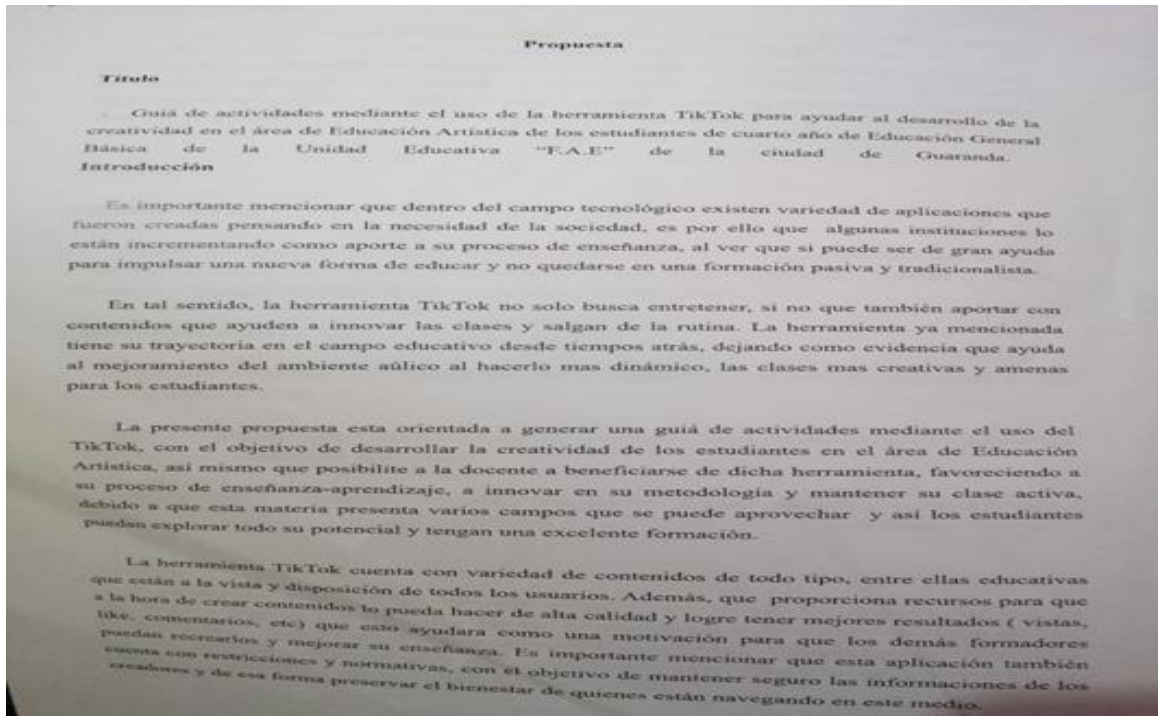 Propuesta
Título
Guiá de actividades mediante el uso de la herramienta TikTok para ayudar al desarrollo de la
creatividad en el área de Educación Artística de los estudiantes de cuarto año de Educación General
Básica de la Unidad Educativa “F.A.E” de la ciudad de Guaranda.
Introducción
Es importante mencionar que dentro del campo tecnológico existen variedad de aplicaciones que
fueron creadas pensando en la necesidad de la sociedad, es por ello que algunas instituciones lo
están incrementando como aporte a su proceso de enseñanza, al ver que si puede ser de gran ayuda
para impulsar una nueva forma de educar y no quedarse en una formación pasiva y tradicionalista.
En tal sentido, la herramienta TikTok no solo busca entretener, si no que también aportar con
contenidos que ayuden a innovar las clases y salgan de la rutina. La herramienta ya mencionada
tiene su trayectoria en el campo educativo desde tiempos atrás, dejando como evidencia que ayuda
al mejoramiento del ambiente aúlico al hacerlo mas dinámico, las clases mas creativas y amenas
para los estudiantes.
La presente propuesta esta orientada a generar una guiá de actividades mediante el uso del
TikTok, con el objetivo de desarrollar la creatividad de los estudiantes en el área de Educación
Artística, asi mismo que posibilite a la docente a beneficiarse de dicha herramienta, favoreciendo a
su proceso de enseñanza-aprendizaje, a innovar en su metodología y mantener su clase activa,
debido a que esta materia presenta varios campos que se puede aprovechar y asi los estudiantes
puedan explorar todo su potencial y tengan una excelente formación.
La herramienta TikTok cuenta con variedad de contenidos de todo tipo, entre ellas educativas
que están a la vista y disposición de todos los usuarios. Además, que proporciona recursos para que
a la hora de crear contenidos lo pueda hacer de alta calidad y logre tener mejores resultados ( vistas,
like, comentarios, etc) que esto ayudara como una motivación para que los demás formadores
puedan recrearlos y mejorar su enseñanza. Es importante mencionar que esta aplicación también
cuenta con restricciones y normativas, con el objetivo de mantener seguro las informaciones de los
creadores y de esa forma preservar el bienestar de quienes están navegando en este medio.